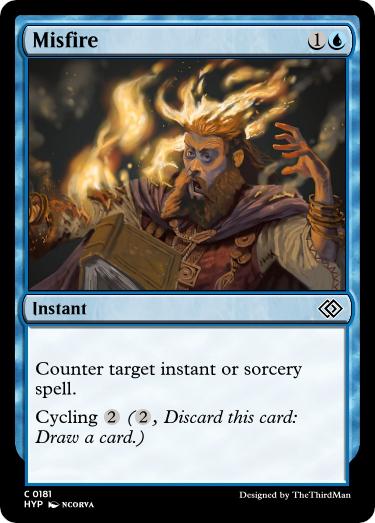 Misfire 1
Instant
Counter target instant or sorcery
spell.
Cycling 2 (2, Discard this card:
Draw a card.)
C 0181
HYP NCORVA
Designed by TheThirdMan